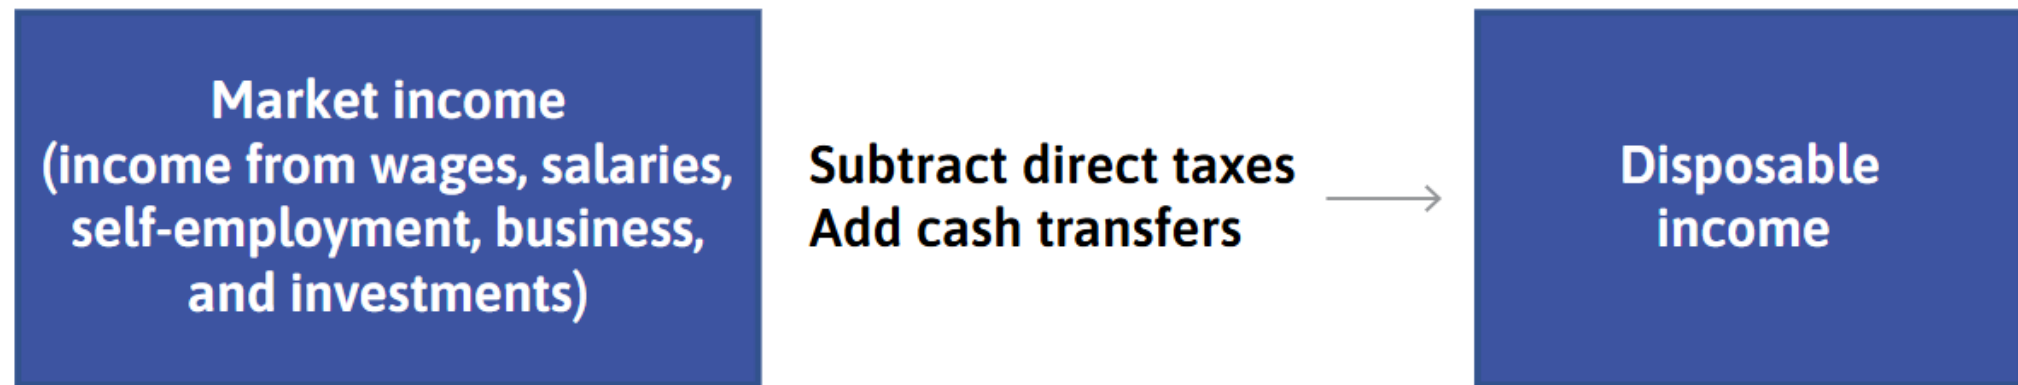 Market income
(income from wages, salaries,
self-employment, business,
and investments)
Subtract direct taxes
Add cash transfers
Disposable
income